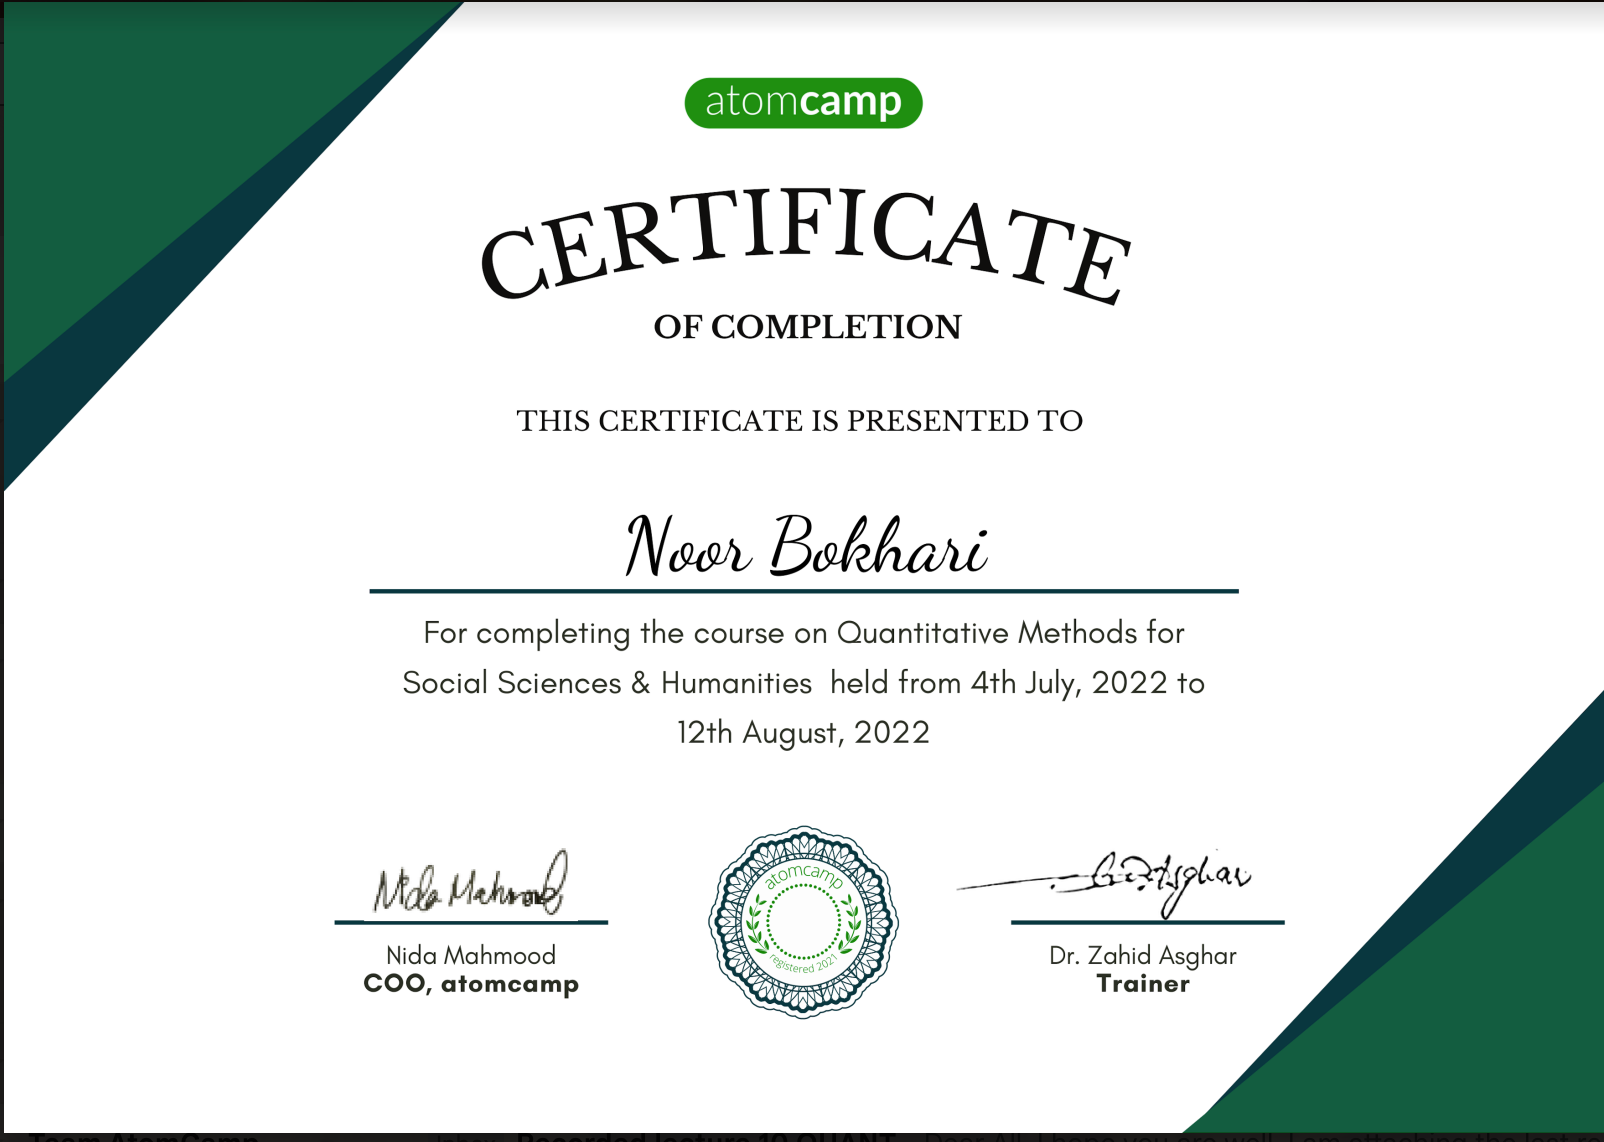 atomcamp
CERTIFICATE
OF COMPLETION
THIS CERTIFICATE IS PRESENTED TO
Noor Bokhari
For completing the course on Quantitative Methods for
Social Sciences & Humanities held from 4th July, 2022 to
12th August, 2022
Nida Mahmood
Asghar
atomcamp
registered 2021
Nida Mahmood
COO, atomcamp
Dr. Zahid Asghar
Trainer